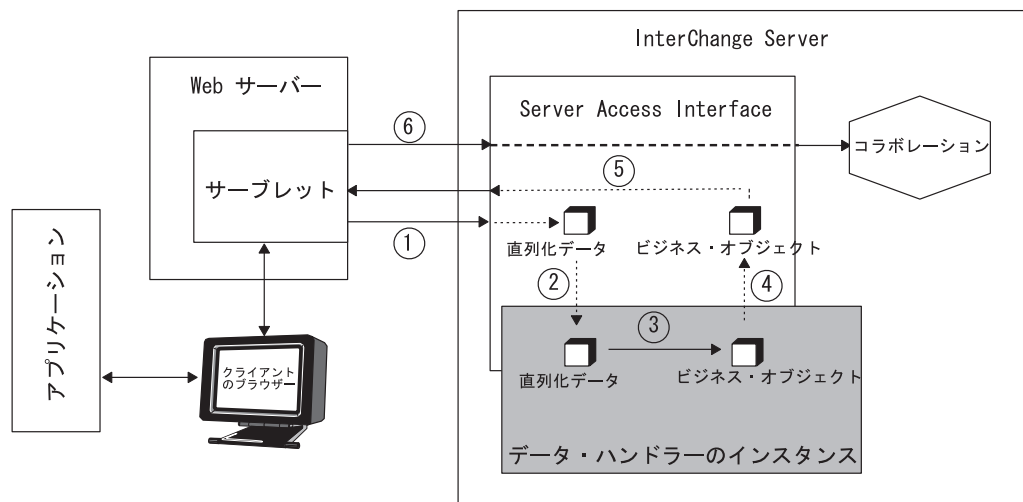 InterChange Server
Web サーバー
Server Access Interface
⑥
コラボレーション
サーブレット
⑤
①
直列化データ
ビジネス・オブジェクト
アプリケーション
②
④
③
クライアント
のブラウザー
直列化データ
ビジネス・オブジェクト
データ・ハンドラーのインスタンス